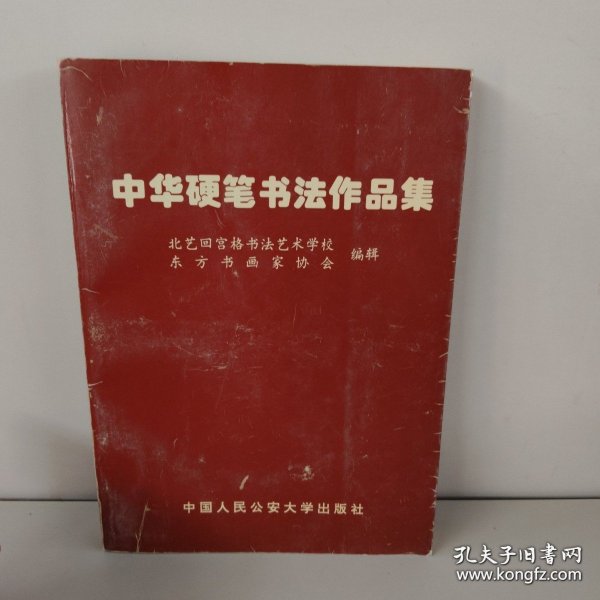 中华硬笔书法作品集
北艺回宫格书法艺术学校
东方书画家协会
编辑
中国人民公安大学出版社
孔夫子旧书网
www.kongfz.com